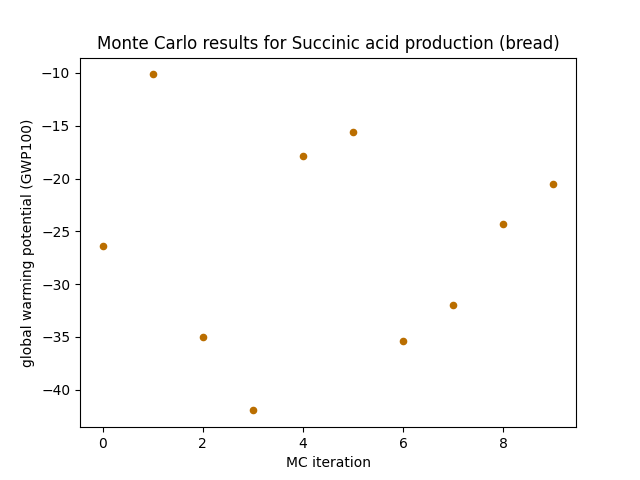 Monte Carlo results for Succinic acid production (bread)
−10
−15
−20
−25
−30
−35
−40
global warming potential (GWP100)
0 2 4 6 8
MC iteration